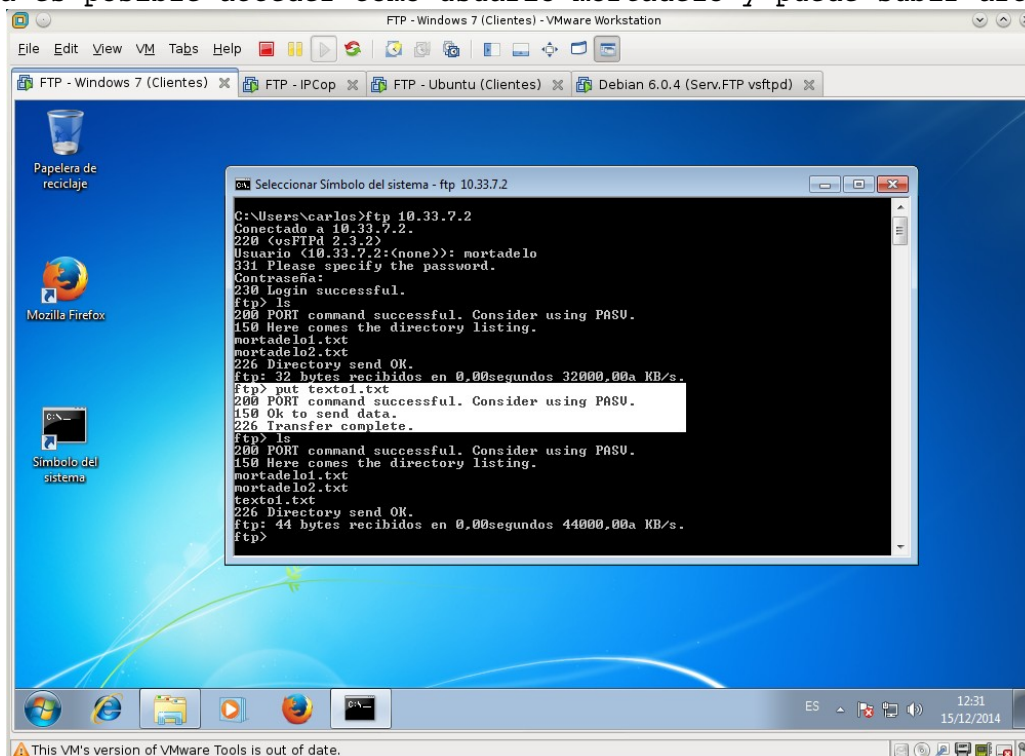 es posible acceder como usuario mortadelo y puede subir
FTP - Windows 7 (Clientes) - VMware Workstation
File Edit View VM Tabs Help
FTP - Windows 7 (Clientes) FTP - IPCop FTP - Ubuntu (Clientes) Debian 6.0.4 (Serv.FTP vsftpd)
Papelera de
reciclaje
Mozilla Firefox
Símbolo del
sistema
Seleccionar Símbolo del sistema - ftp 10.33.7.2
C:\Users\carlos>ftp 10.33.7.2
Conectado a 10.33.7.2.
220 (vsFTPd 2.3.2)
Usuario (10.33.7.2:(none)): mortadelo
331 Please specify the password.
Contraseña:
230 Login successful.
ftp> ls
200 PORT command successful. Consider using PASV.
150 Here comes the directory listing.
mortadelo1.txt
mortadelo2.txt
226 Directory send OK.
ftp: 32 bytes recibidos en 0,00segundos 32000,00a KB/s.
ftp> put texto1.txt
200 PORT command successful. Consider using PASV.
150 Ok to send data.
226 Transfer complete.
ftp> ls
200 PORT command successful. Consider using PASV.
150 Here comes the directory listing.
mortadelo1.txt
mortadelo2.txt
texto1.txt
226 Directory send OK.
ftp: 44 bytes recibidos en 0,00segundos 44000,00a KB/s.
ftp>
ES
12:31
15/12/2014
This VM's version of VMware Tools is out of date.